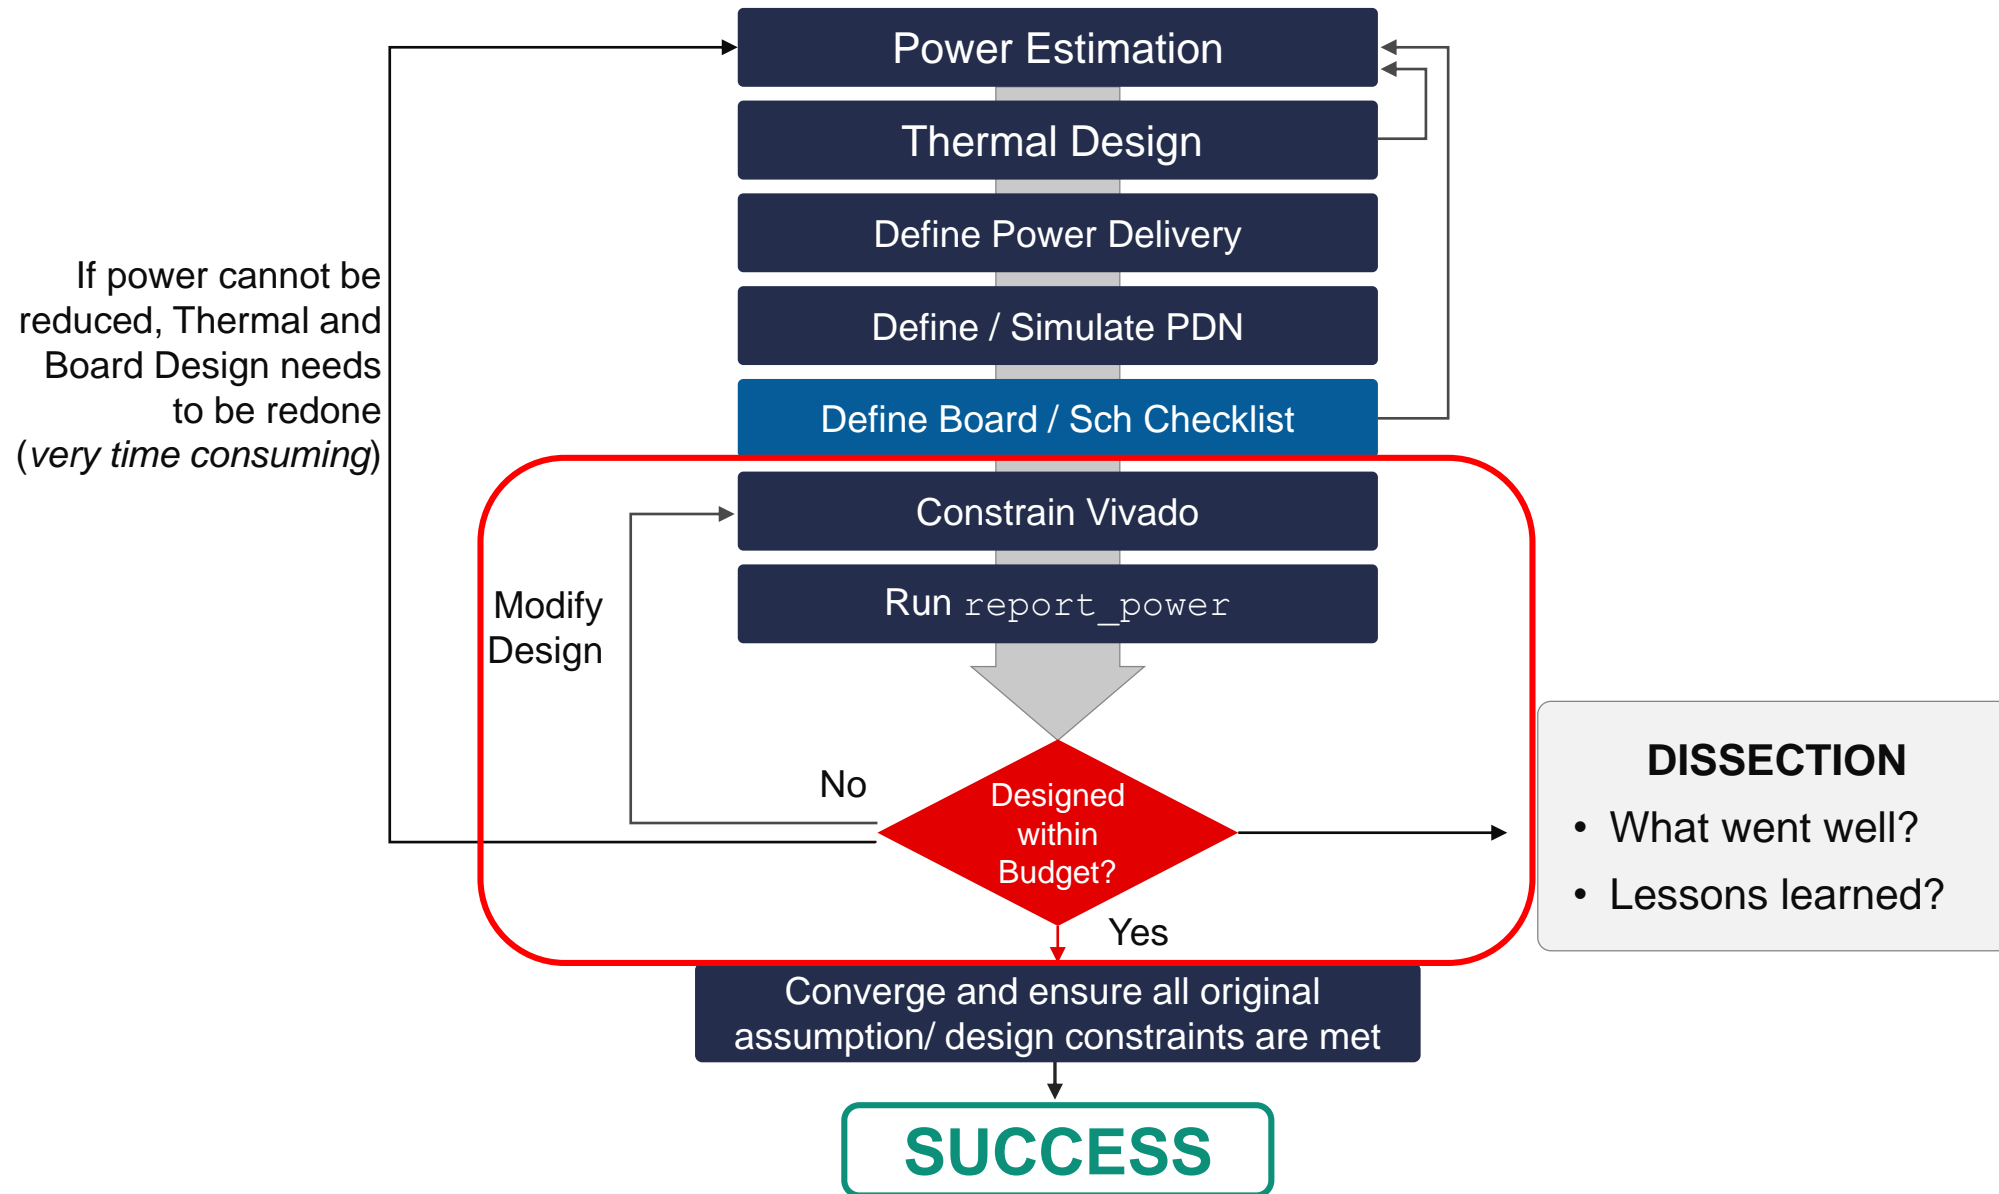 Power Estimation
Thermal Design
Define Power Delivery
Define / Simulate PDN
Define Board / Sch Checklist
If power cannot be
reduced, Thermal and
Board Design needs
to be redone
(very time consuming)
Constrain Vivado
Run report_power
Modify
Design
No
Designed
within
Budget?
Yes
DISSECTION
• What went well?
• Lessons learned?
Converge and ensure all original
assumption/ design constraints are met
SUCCESS